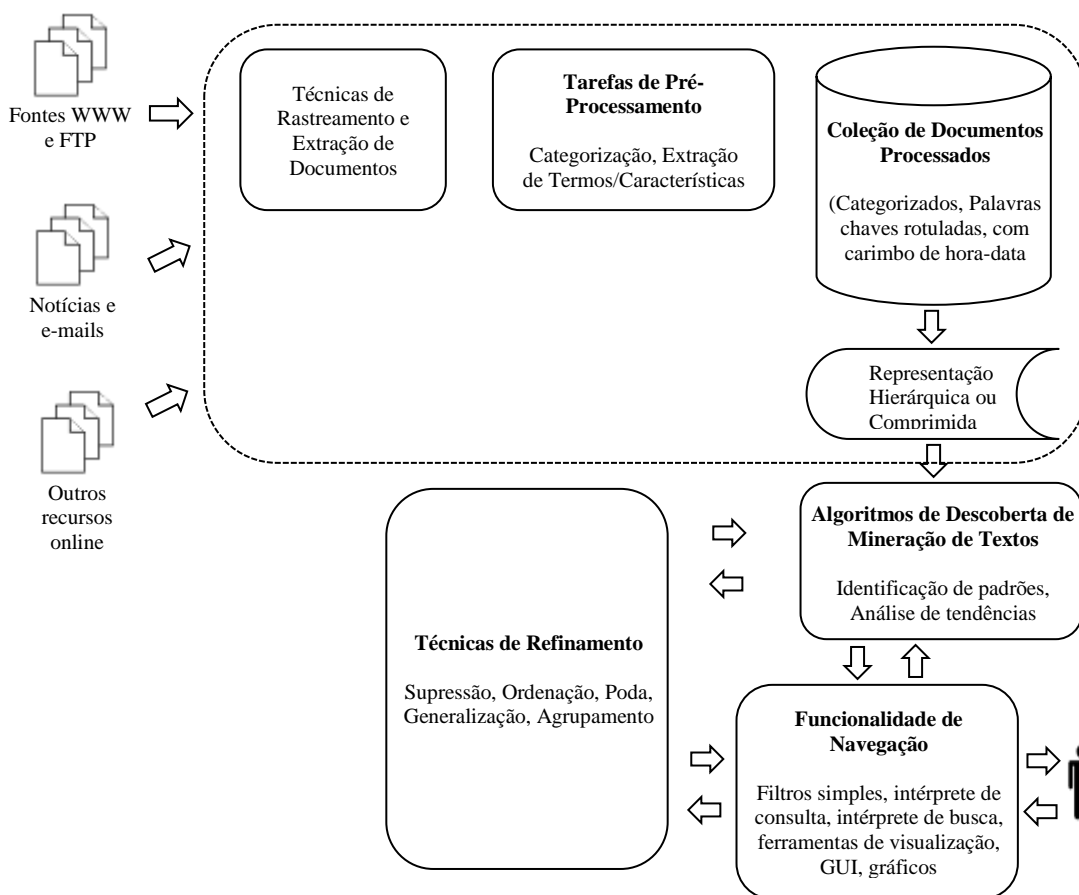 Fontes WWW
e FTP
Notícias e
e-mails
Outros
recursos
online
Técnicas de
Rastreamento e
Extração de
Documentos
Tarefas de Pré-
Processamento
Categorização, Extração
de Termos/Características
Coleção de Documentos
Processados
(Categorizados, Palavras
chaves rotuladas, com
carimbo de hora-data
Representação
Hierárquica ou
Comprimida
Algoritmos de Descoberta de
Mineração de Textos
Identificação de padrões,
Análise de tendências
Técnicas de Refinamento
Supressão, Ordenação, Poda,
Generalização, Agrupamento
Funcionalidade de
Navegação
Filtros simples, intérprete de
consulta, intérprete de busca,
ferramentas de visualização,
GUI, gráficos